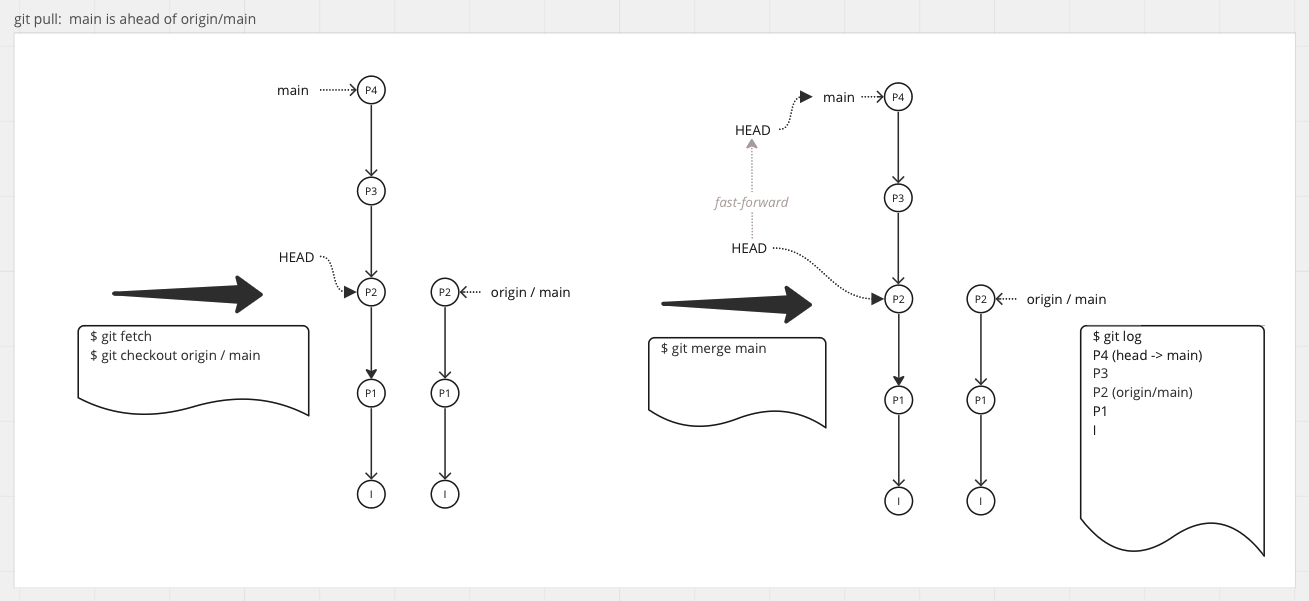 git pull:  main is ahead of origin/main
main
P4
P3
HEAD
P2
P2
origin / main
$ git fetch
$ git checkout origin / main
P1
P1
I
I
main
P4
HEAD
P3
fast-forward
HEAD
P2
P2
origin / main
$ git merge main
P1
P1
I
I
$ git log
P4 (head -> main)
P3
P2 (origin/main)
P1
I